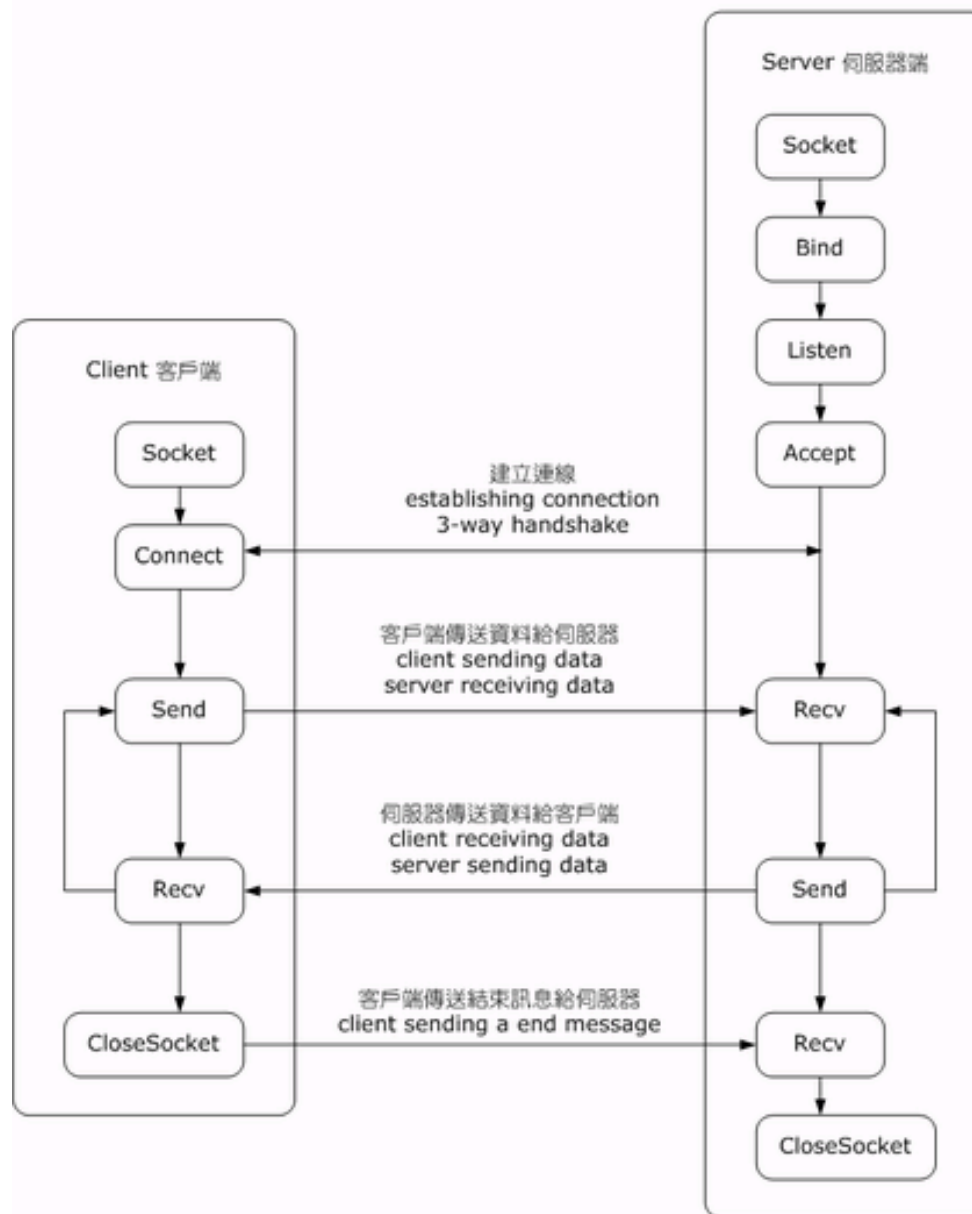 Server 伺服器端
Socket
Bind
Listen
Accept
Client 客戶端
Socket
Connect
建立連線
establishing connection
3-way handshake
客戶端傳送資料給伺服器
client sending data
server receiving data
Send
Recv
伺服器傳送資料給客戶端
client receiving data
server sending data
Recv
Send
客戶端傳送結束訊息給伺服器
client sending a end message
CloseSocket
Recv
CloseSocket